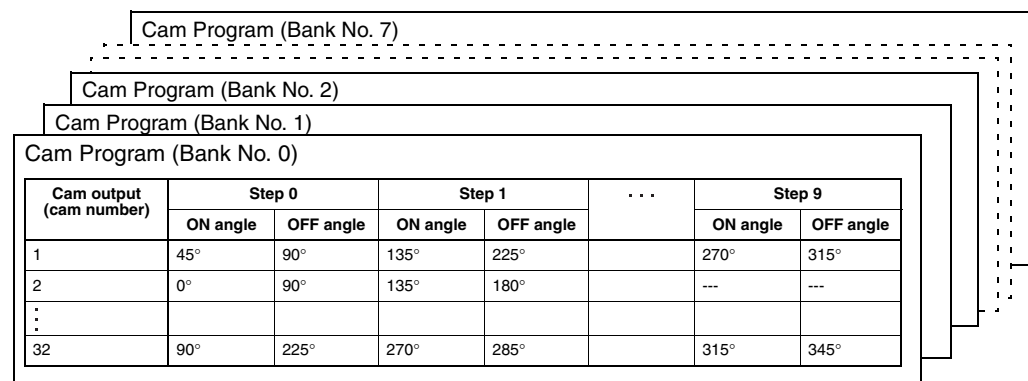 Cam Program (Bank No. 7)
Cam Program (Bank No. 2)
Cam Program (Bank No. 1)
Cam Program (Bank No. 0)
Cam output (cam number) Step 0 Step 1 . . . Step 9
ON angle OFF angle ON angle OFF angle ON angle OFF angle
1 45° 90° 135° 225° 270° 315°
2 0° 90° 135° 180° --- ---
⋮
32 90° 225° 270° 285° 315° 345°